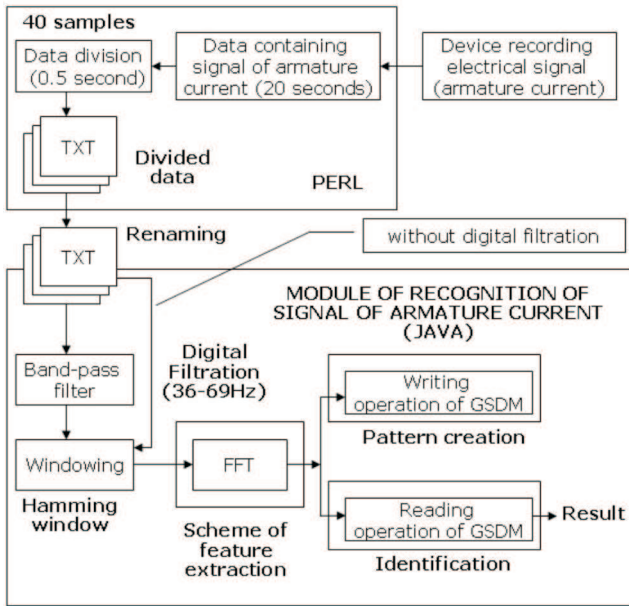 40 samples
Data division
(0.5 second)
Data containing
signal of armature
current (20 seconds)
Device recording
electrical signal
(armature current)
TXT
Divided
data
PERL
Renaming
TXT
without digital filtration
MODULE OF RECOGNITION OF
SIGNAL OF ARMATURE CURRENT
(JAVA)
Digital
Filtration
(36-69Hz)
Band-pass
filter
Writing
operation of GSDM
Pattern creation
Windowing
FFT
Hamming
window
Scheme of
feature
extraction
Reading
operation of GSDM
Result
Identification